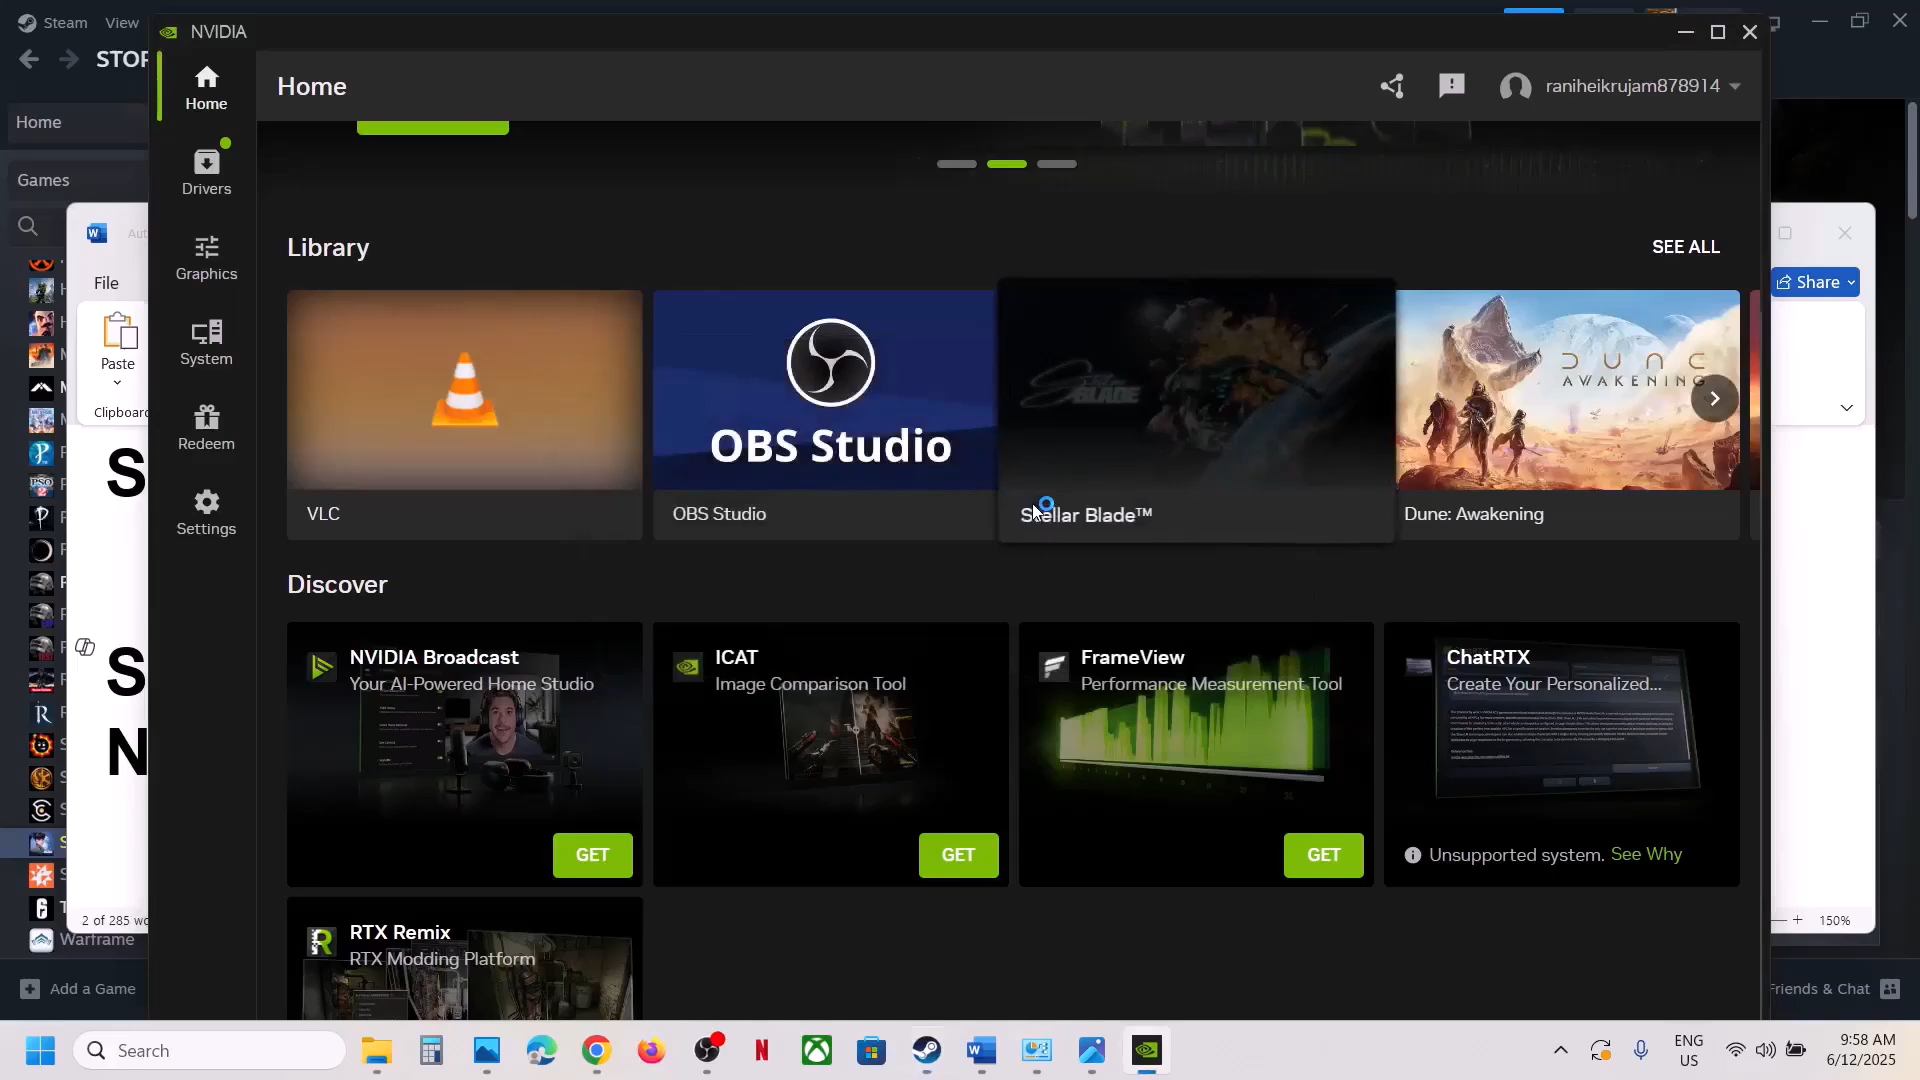 Steam View
NVIDIA
STOR
Home
Home
Home
raniheikrujam878914
Drivers
Games
Library
SEE ALL
Graphics
File
Share
DUNE
AWAKENING
STELLAR BLADE
OBS Studio
System
Paste
Clipboard
Redeem
VLC
OBS Studio
Stellar Blade™
Dune: Awakening
Settings
Discover
NVIDIA Broadcast
Your AI-Powered Home Studio
ICAT
Image Comparison Tool
FrameView
Performance Measurement Tool
ChatRTX
Create Your Personalized...
S
S
N
GET
GET
GET
Unsupported system. See Why
2 of 285 wo
150%
Warframe
RTX Remix
RTX Modding Platform
Add a Game
Friends & Chat
Search
ENG
US
9:58 AM
6/12/2025